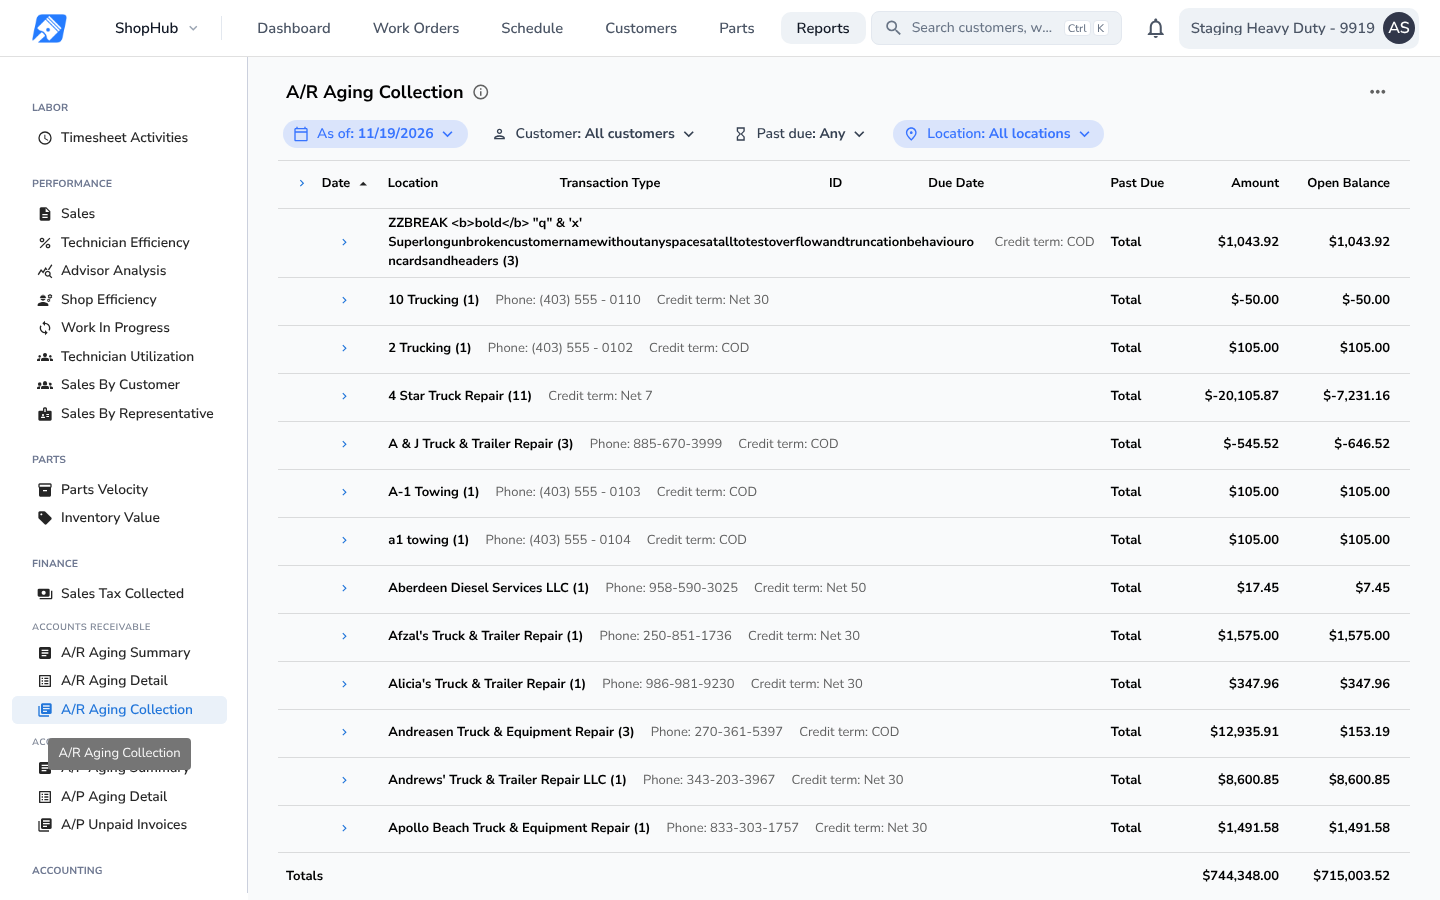 ShopHub
Dashboard
Work Orders
Schedule
Customers
Parts
Reports
Search customers, w...
Ctrl K
Staging Heavy Duty - 9919
AS
LABOR
Timesheet Activities
PERFORMANCE
Sales
Technician Efficiency
Advisor Analysis
Shop Efficiency
Work In Progress
Technician Utilization
Sales By Customer
Sales By Representative
PARTS
Parts Velocity
Inventory Value
FINANCE
Sales Tax Collected
ACCOUNTS RECEIVABLE
A/R Aging Summary
A/R Aging Detail
A/R Aging Collection
A/R Aging Collection
A/P Aging Summary
A/P Aging Detail
A/P Unpaid Invoices
ACCOUNTING
A/R Aging Collection
As of: 11/19/2026
Customer: All customers
Past due: Any
Location: All locations
Date Location Transaction Type ID Due Date Past Due Amount Open Balance
ZZBREAK <b>bold</b> "q" & 'x'
Superlongunbrokencustomernamewithoutanyspacesatalltotestoverflowandtruncationbehaviouro Credit term: COD Total $1,043.92 $1,043.92
ncardsandheaders (3)
10 Trucking (1) Phone: (403) 555 - 0110 Credit term: Net 30 Total $-50.00 $-50.00
2 Trucking (1) Phone: (403) 555 - 0102 Credit term: COD Total $105.00 $105.00
4 Star Truck Repair (11) Credit term: Net 7 Total $-20,105.87 $-7,231.16
A & J Truck & Trailer Repair (3) Phone: 885-670-3999 Credit term: COD Total $-545.52 $-646.52
A-1 Towing (1) Phone: (403) 555 - 0103 Credit term: COD Total $105.00 $105.00
a1 towing (1) Phone: (403) 555 - 0104 Credit term: COD Total $105.00 $105.00
Aberdeen Diesel Services LLC (1) Phone: 958-590-3025 Credit term: Net 50 Total $17.45 $7.45
Afzal's Truck & Trailer Repair (1) Phone: 250-851-1736 Credit term: Net 30 Total $1,575.00 $1,575.00
Alicia's Truck & Trailer Repair (1) Phone: 986-981-9230 Credit term: Net 30 Total $347.96 $347.96
Andreasen Truck & Equipment Repair (3) Phone: 270-361-5397 Credit term: COD Total $12,935.91 $153.19
Andrews' Truck & Trailer Repair LLC (1) Phone: 343-203-3967 Credit term: Net 30 Total $8,600.85 $8,600.85
Apollo Beach Truck & Equipment Repair (1) Phone: 833-303-1757 Credit term: Net 30 Total $1,491.58 $1,491.58
Totals $744,348.00 $715,003.52